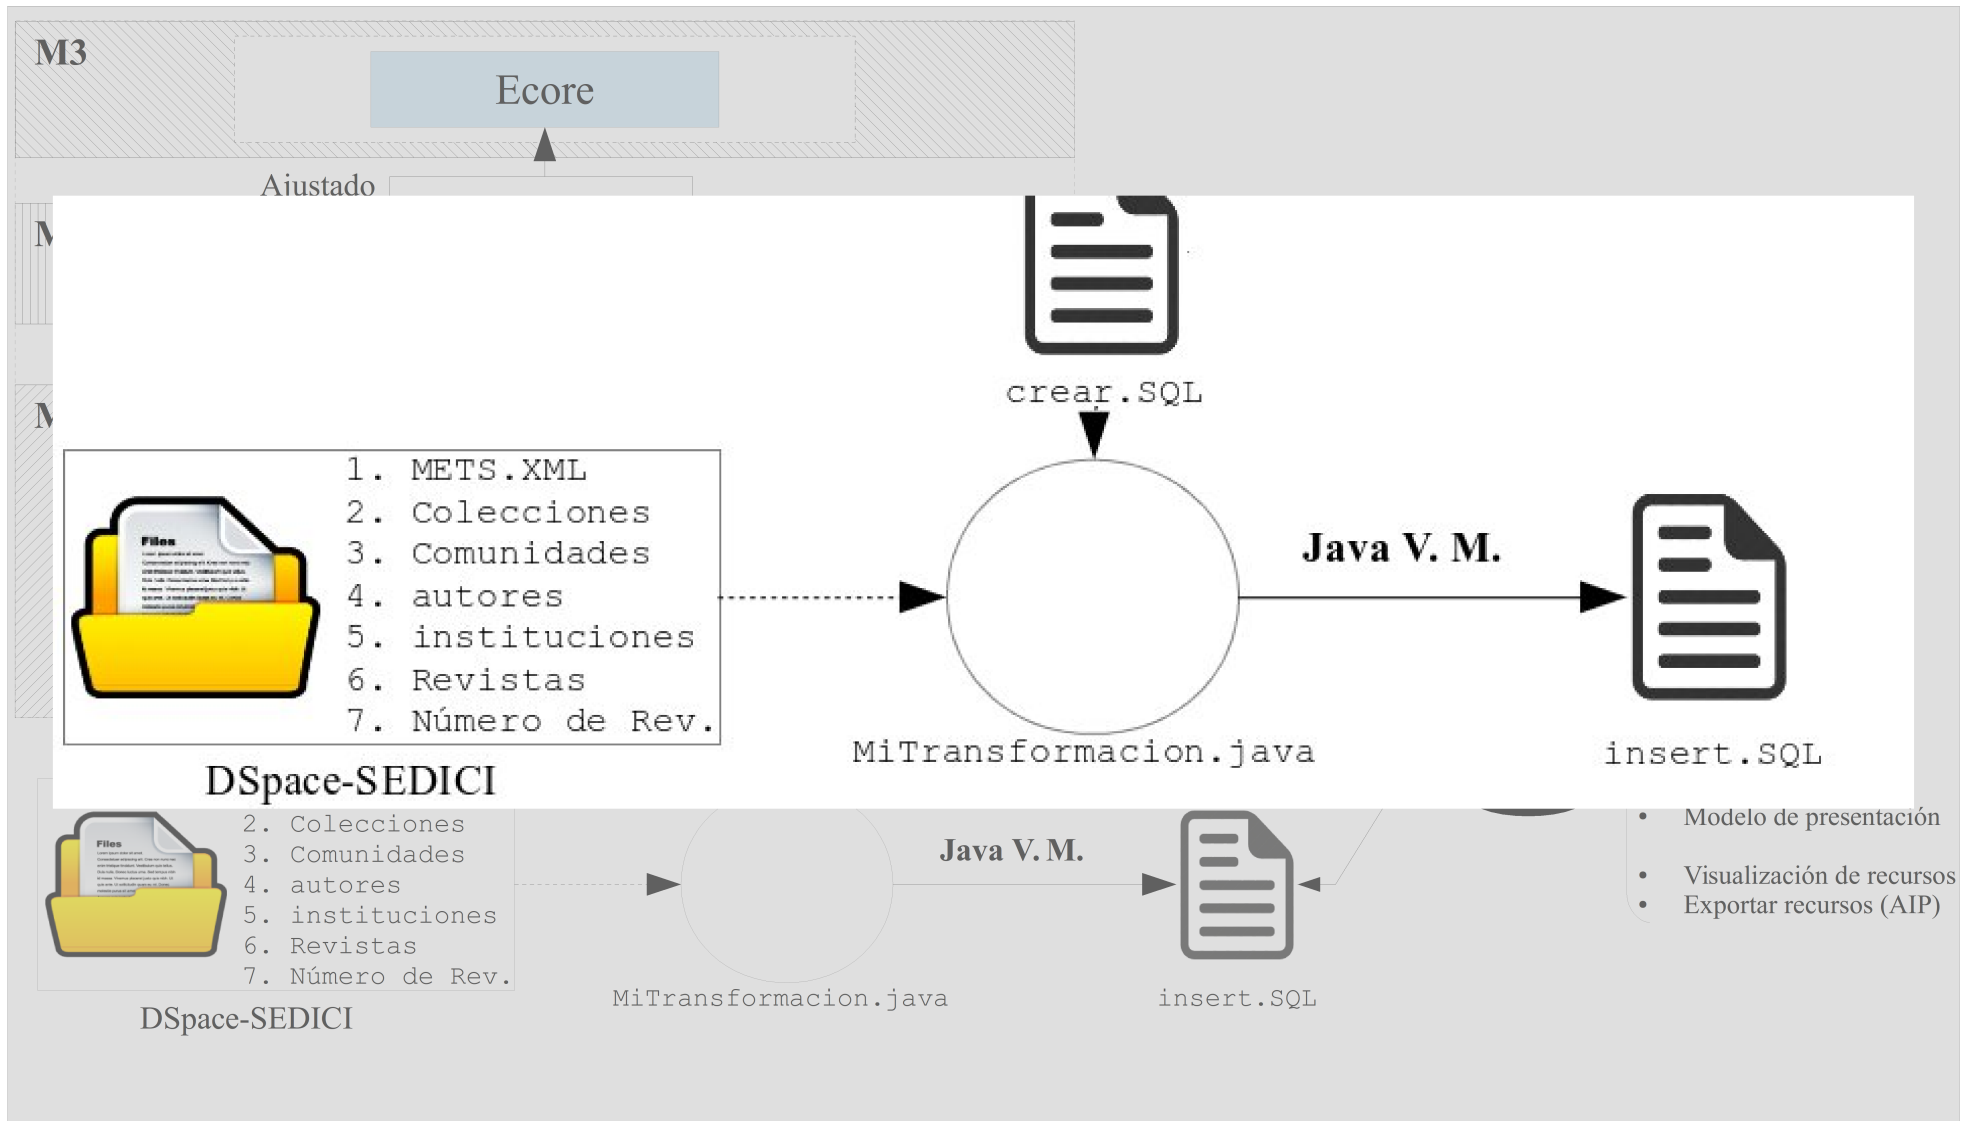 M3
Ecore
Ajustado
crear.SQL
1. METS.XML
2. Colecciones
3. Comunidades
4. autores
5. instituciones
6. Revistas
7. Número de Rev.
Files
DSpace-SEDICI
MiTransformacion.java
Java V. M.
insert.SQL
Files
2. Colecciones
3. Comunidades
4. autores
5. instituciones
6. Revistas
7. Número de Rev.
DSpace-SEDICI
MiTransformacion.java
Java V. M.
insert.SQL
• Modelo de presentación
• Visualización de recursos
• Exportar recursos (AIP)